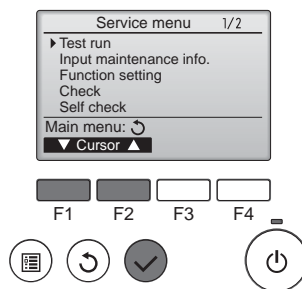 Service menu 1/2
Test run
Input maintenance info.
Function setting
Check
Self check
Main menu:
Cursor
F1 F2 F3 F4